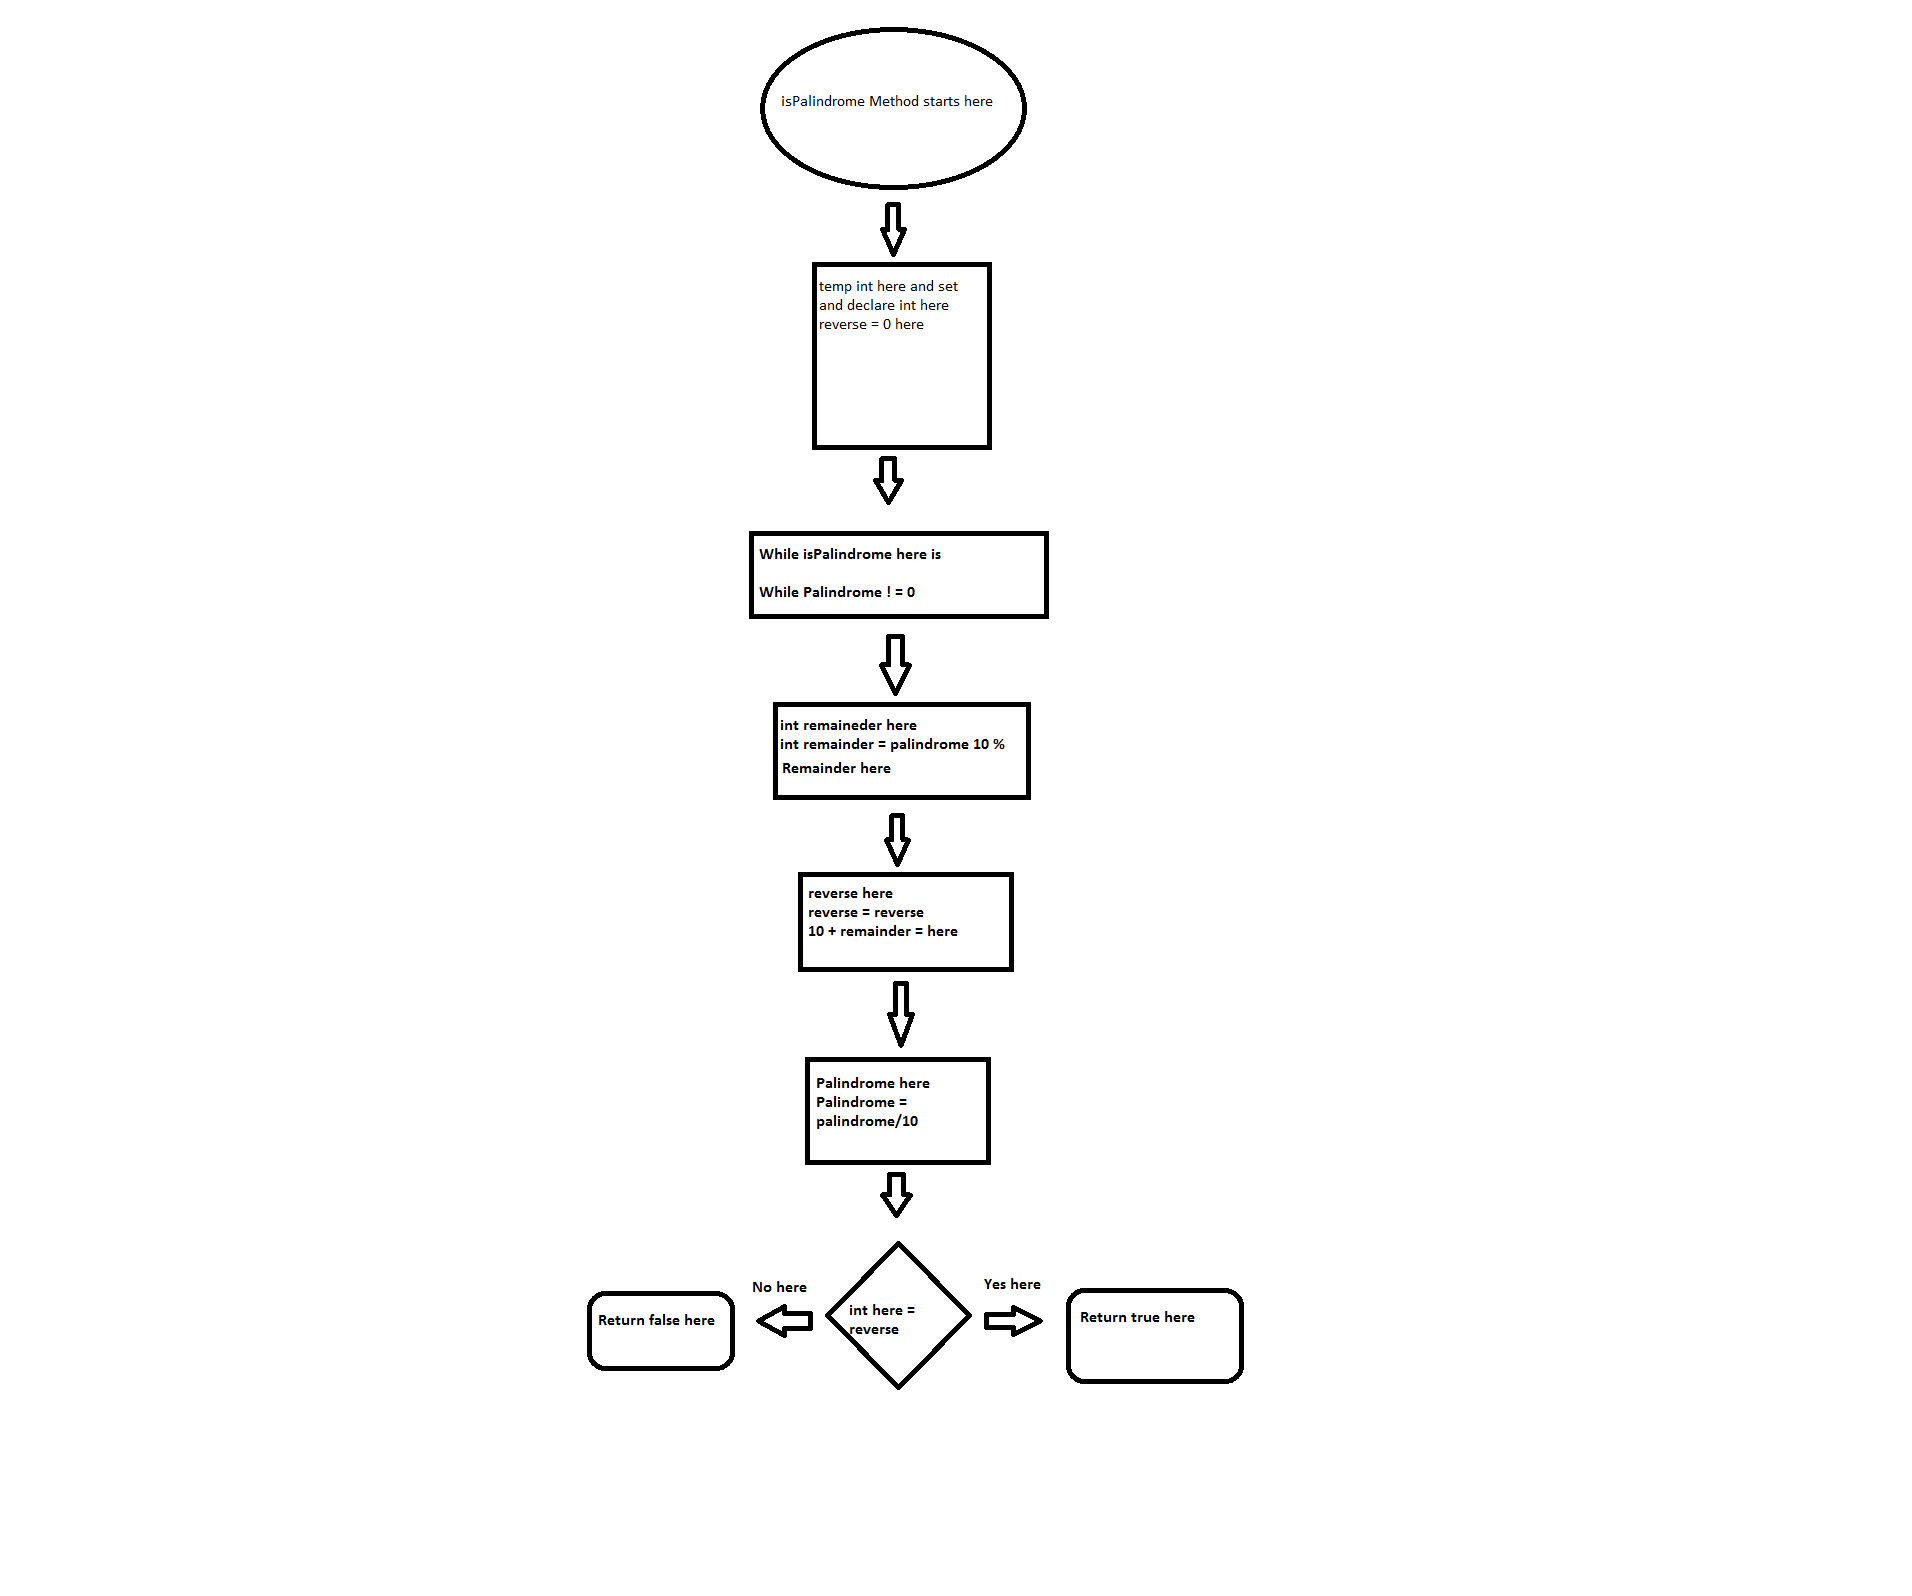 isPalindrome Method starts here
temp int here and set
and declare int here
reverse = 0 here
While isPalindrome here is
While Palindrome ! = 0
int remaineder here
int remainder = palindrome 10 %
Remainder here
reverse here
reverse = reverse
10 + remainder = here
Palindrome here
Palindrome =
palindrome/10
No here
Yes here
Return false here
int here =
reverse
Return true here